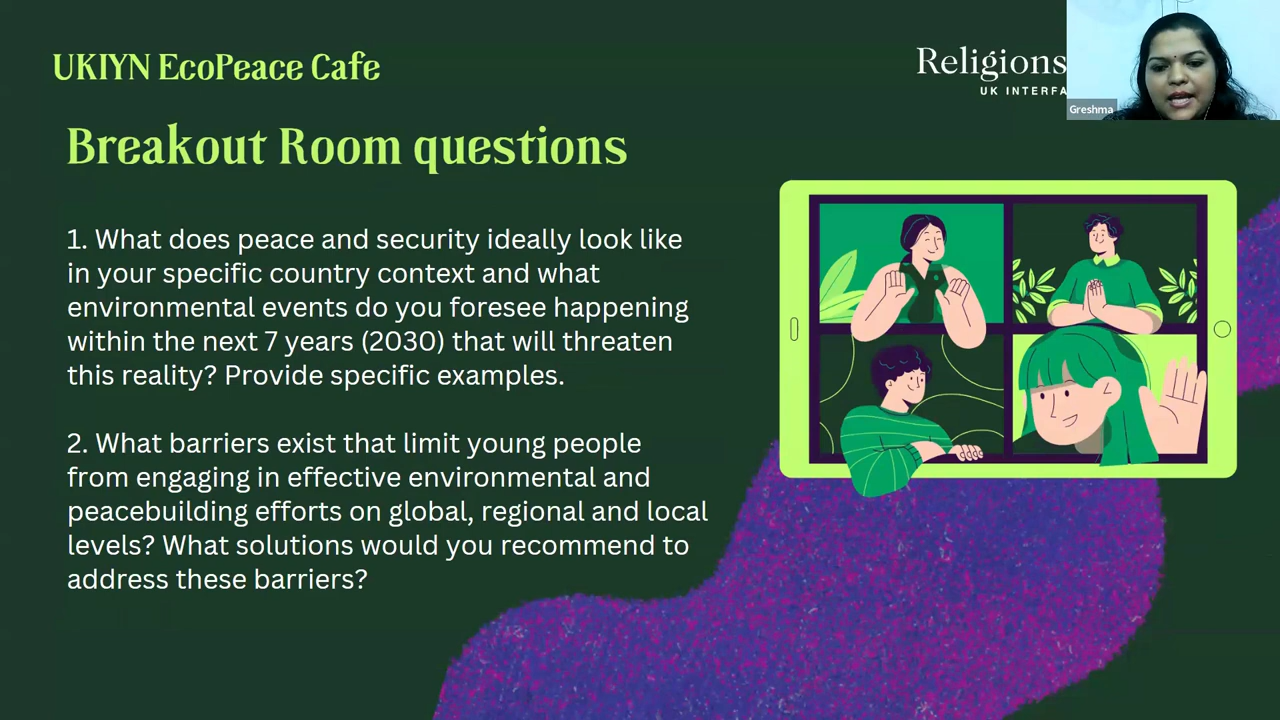 UKIYN EcoPeace Cafe
Religions
UK INTERFA
Greshma
Breakout Room questions
1. What does peace and security ideally look like
in your specific country context and what
environmental events do you foresee happening
within the next 7 years (2030) that will threaten
this reality? Provide specific examples.
2. What barriers exist that limit young people
from engaging in effective environmental and
peacebuilding efforts on global, regional and local
levels? What solutions would you recommend to
address these barriers?